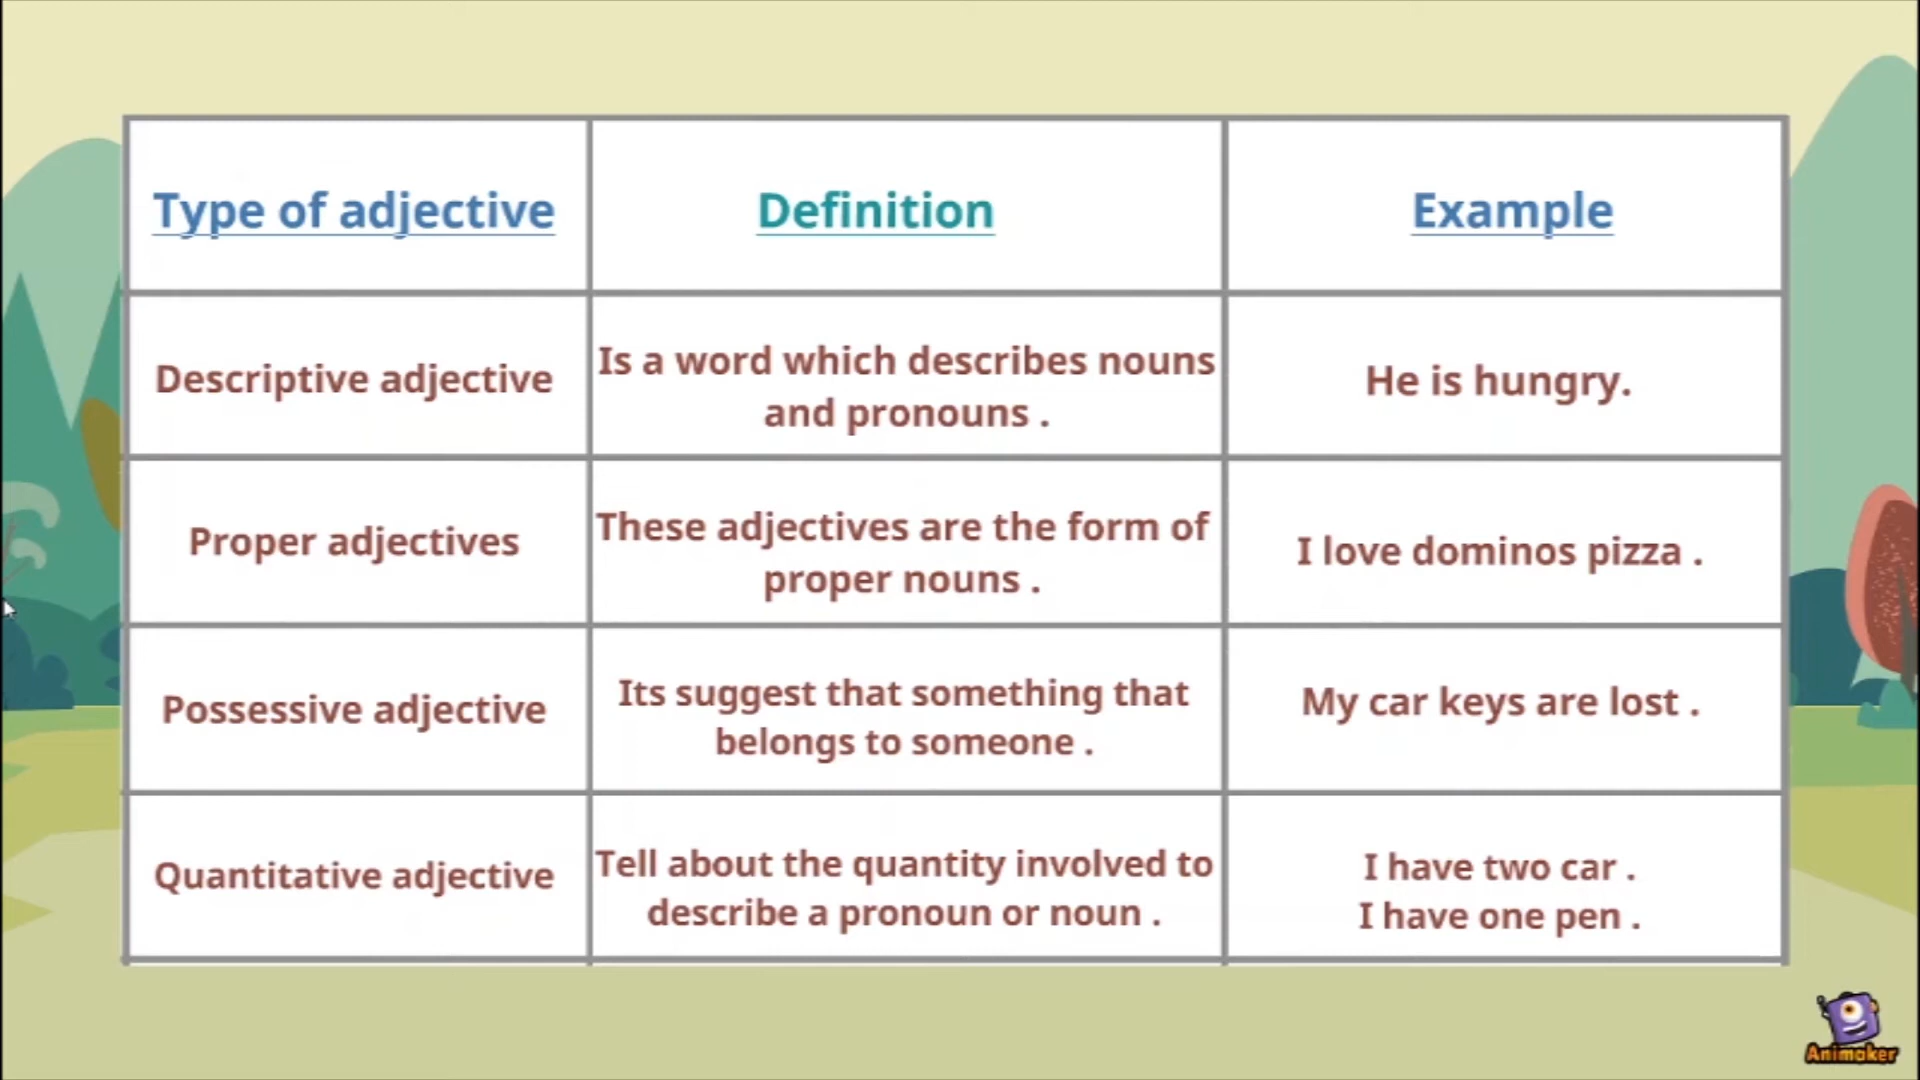 Type of adjective
Definition
Example
Descriptive adjective
Is a word which describes nouns
and pronouns .
He is hungry.
Proper adjectives
These adjectives are the form of
proper nouns .
I love dominos pizza .
Possessive adjective
Its suggest that something that
belongs to someone .
My car keys are lost .
Quantitative adjective
Tell about the quantity involved to
describe a pronoun or noun .
I have two car .
I have one pen .
Animaker